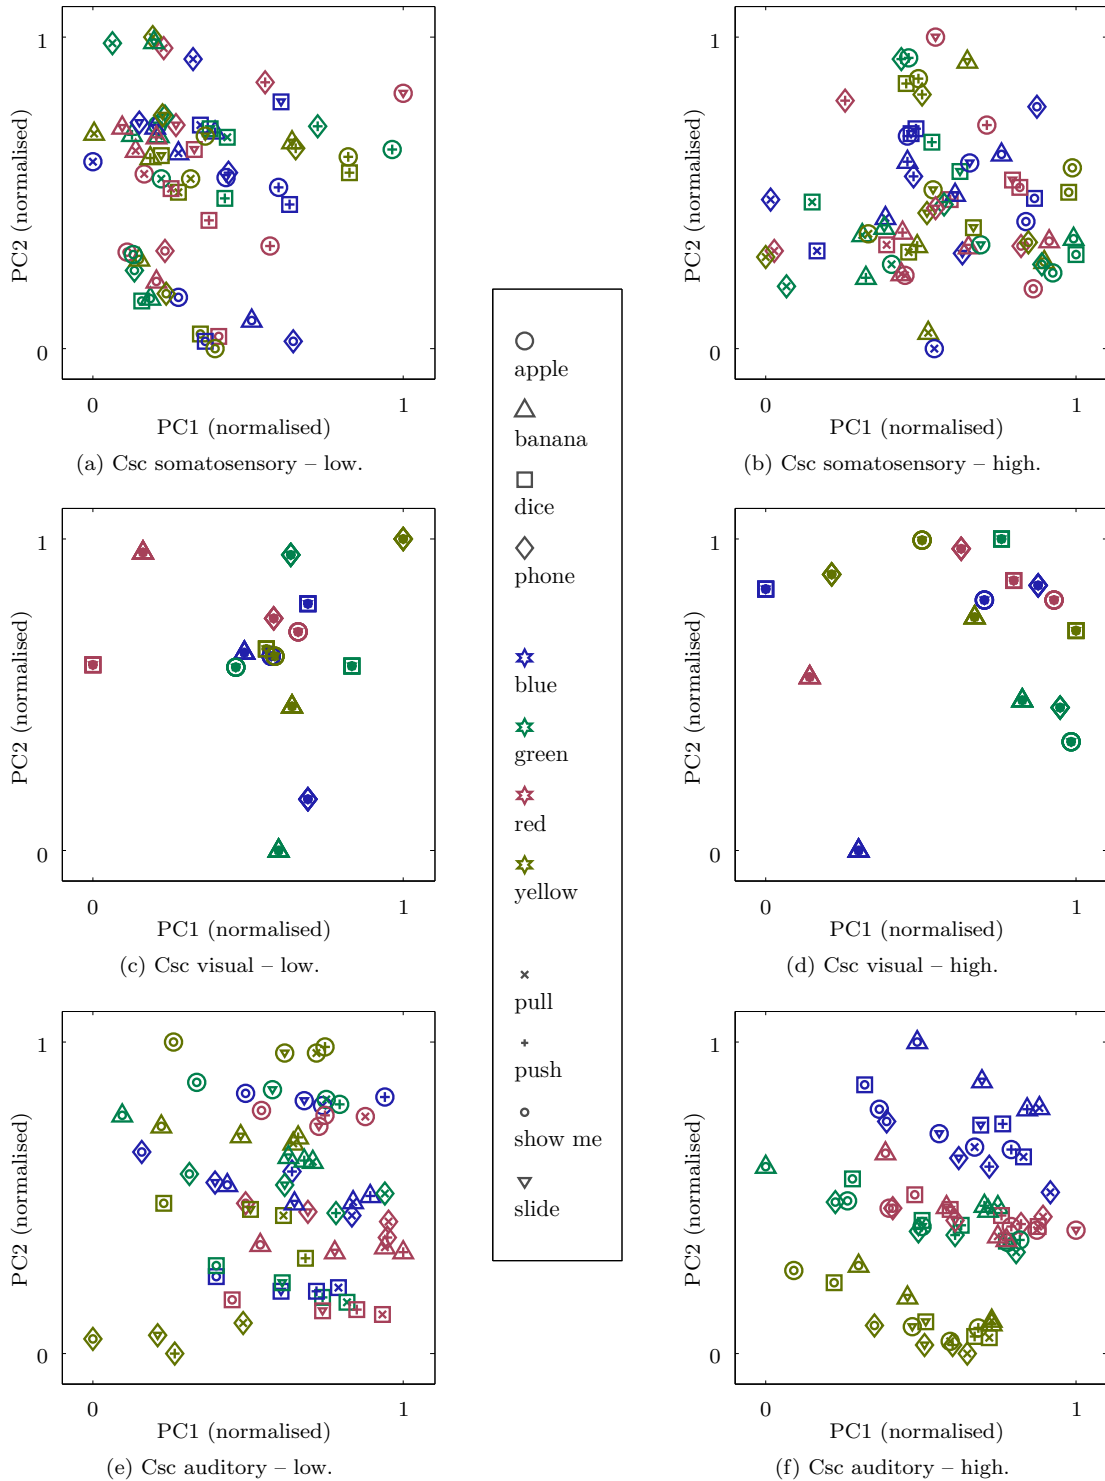 1
0
PC2 (normalised)
0
1
PC1 (normalised)
(a) Csc somatosensory – low.
1
0
PC2 (normalised)
0
1
PC1 (normalised)
(b) Csc somatosensory – high.
apple
banana
dice
phone
blue
green
red
yellow
pull
push
show me
slide
1
0
PC2 (normalised)
0
1
PC1 (normalised)
(c) Csc visual – low.
1
0
PC2 (normalised)
0
1
PC1 (normalised)
(d) Csc visual – high.
1
0
PC2 (normalised)
0
1
PC1 (normalised)
(e) Csc auditory – low.
1
0
PC2 (normalised)
0
1
PC1 (normalised)
(f) Csc auditory – high.